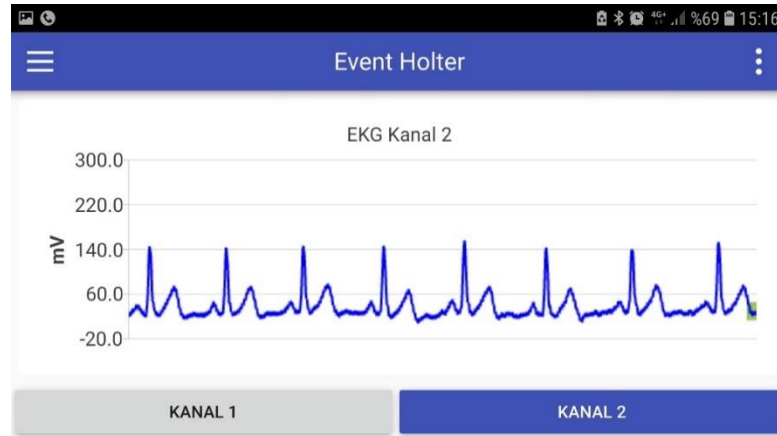 4G+ %69 15:16
Event Holter
EKG Kanal 2
300.0
220.0
mV
140.0
60.0
-20.0
KANAL 1 KANAL 2